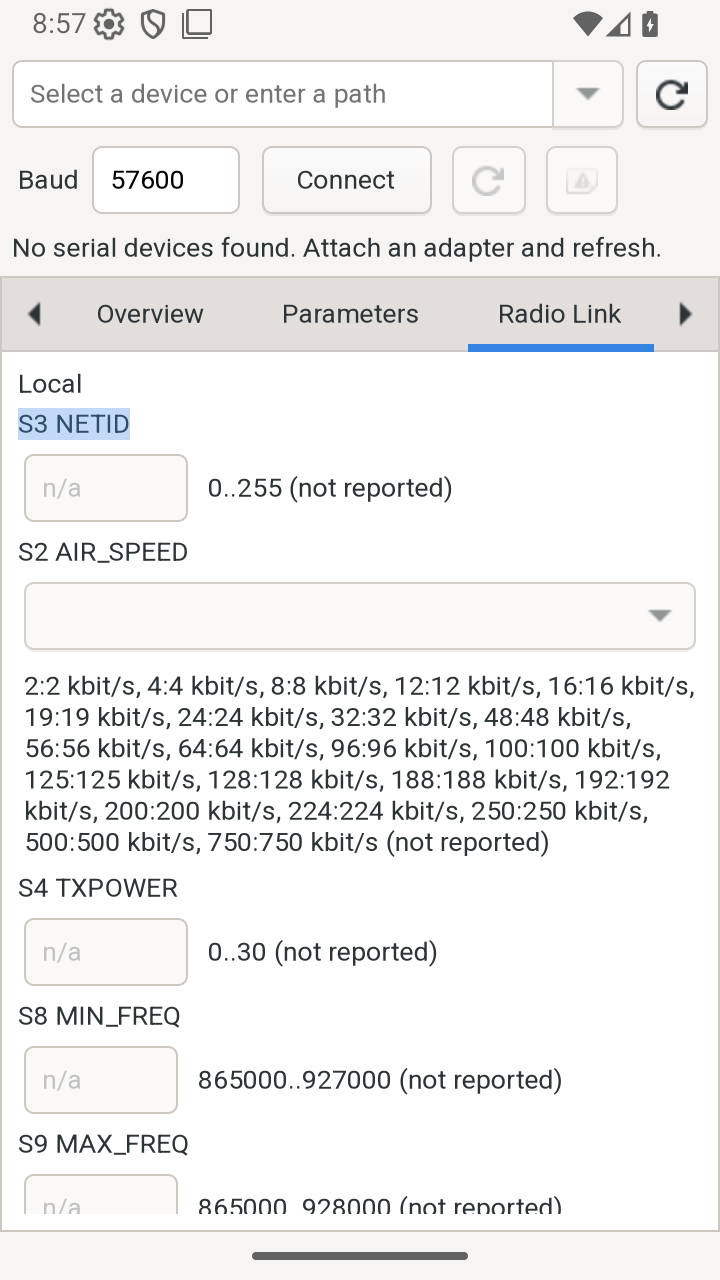 8:57
Select a device or enter a path
Baud 57600 Connect
No serial devices found. Attach an adapter and refresh.
Overview Parameters Radio Link
Local
S3 NETID
n/a 0..255 (not reported)
S2 AIR_SPEED
2:2 kbit/s, 4:4 kbit/s, 8:8 kbit/s, 12:12 kbit/s, 16:16 kbit/s,
19:19 kbit/s, 24:24 kbit/s, 32:32 kbit/s, 48:48 kbit/s,
56:56 kbit/s, 64:64 kbit/s, 96:96 kbit/s, 100:100 kbit/s,
125:125 kbit/s, 128:128 kbit/s, 188:188 kbit/s, 192:192
kbit/s, 200:200 kbit/s, 224:224 kbit/s, 250:250 kbit/s,
500:500 kbit/s, 750:750 kbit/s (not reported)
S4 TXPOWER
n/a 0..30 (not reported)
S8 MIN_FREQ
n/a 865000..927000 (not reported)
S9 MAX_FREQ
n/a 865000..928000 (not reported)